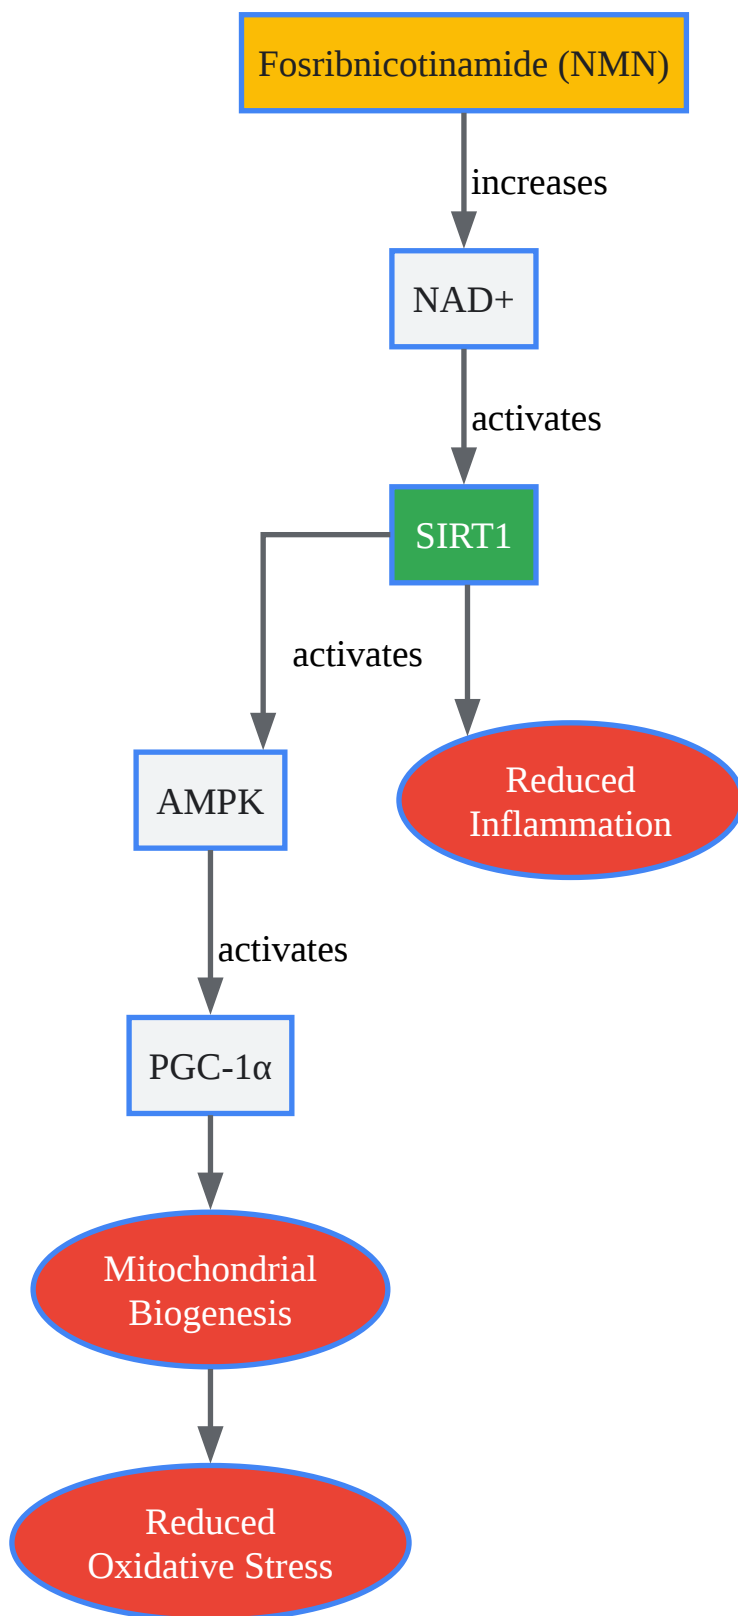 Fosribnicotinamide (NMN)
increases
NAD+
activates
SIRT1
activates
AMPK
Reduced
Inflammation
activates
PGC-1α
Mitochondrial
Biogenesis
Reduced
Oxidative Stress